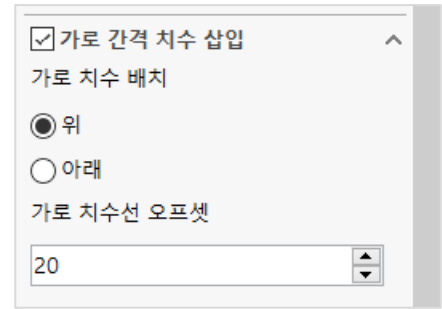 가로 간격 치수 삽입
가로 치수 배치
위
아래
가로 치수선 오프셋
20